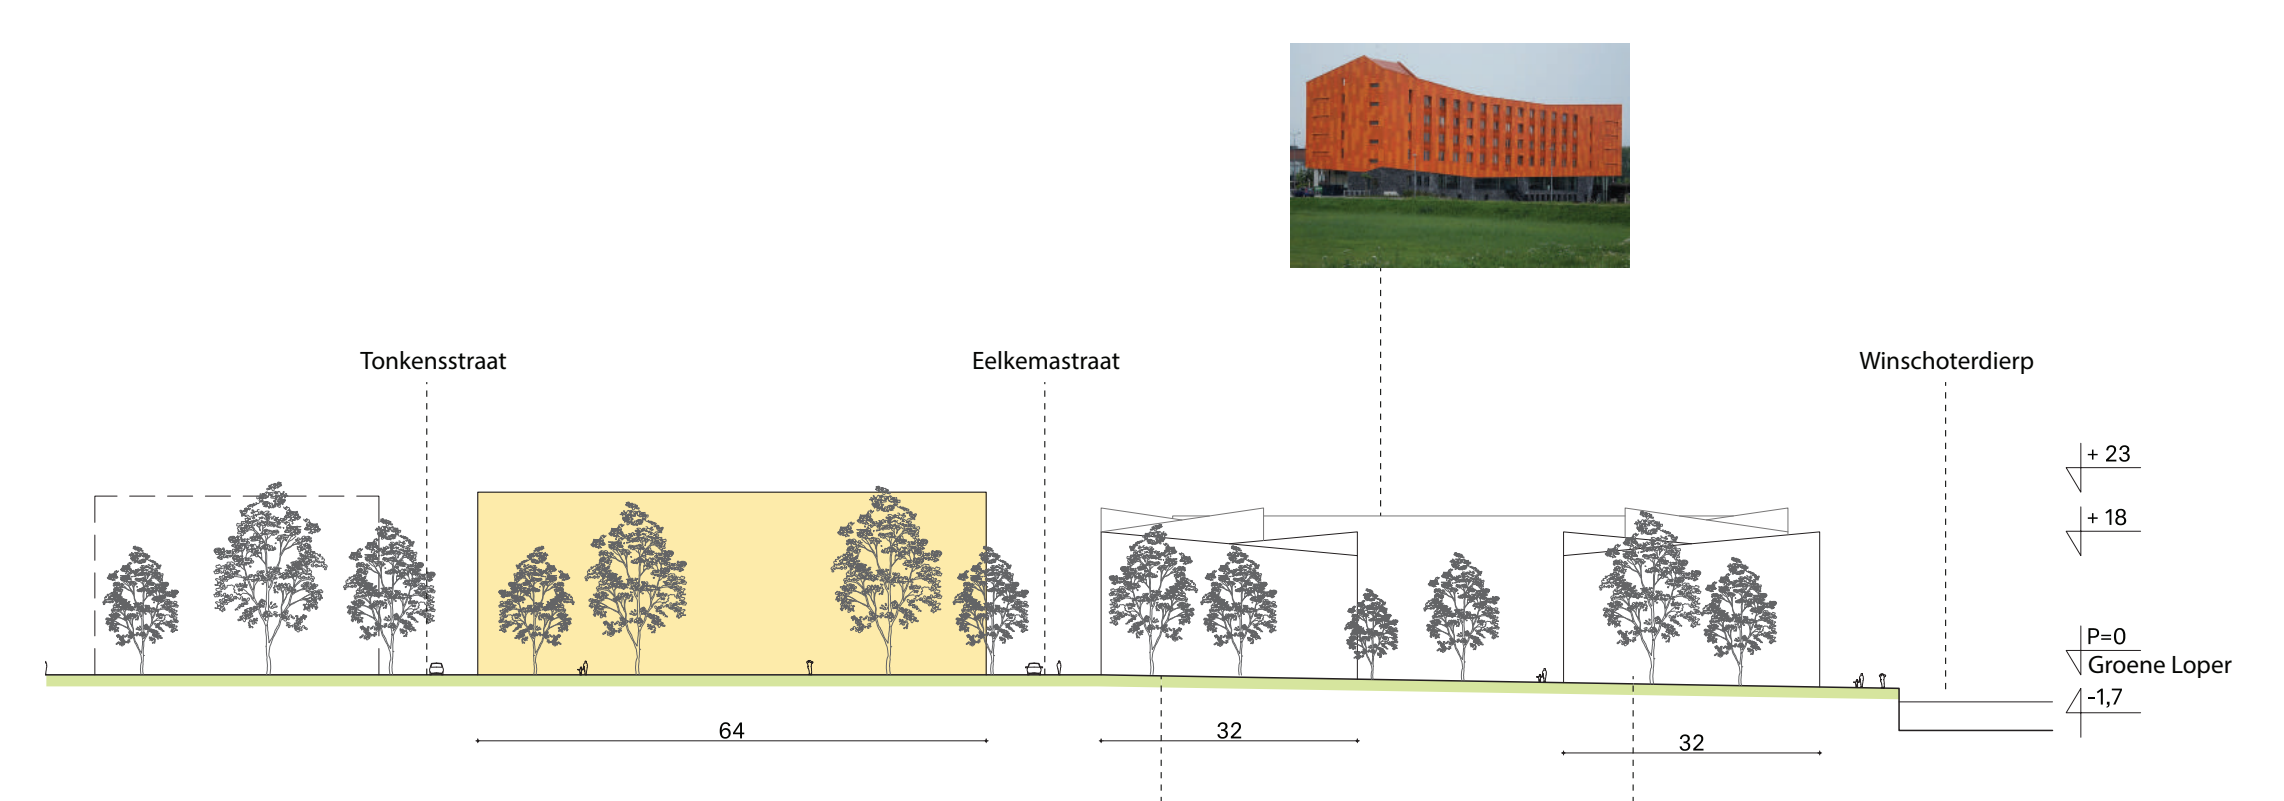 Tonkensstraat
Eelkemastraat
Winschoterdierp
+ 23
+ 18
P=0
Groene Loper
-1,7
64
32
32